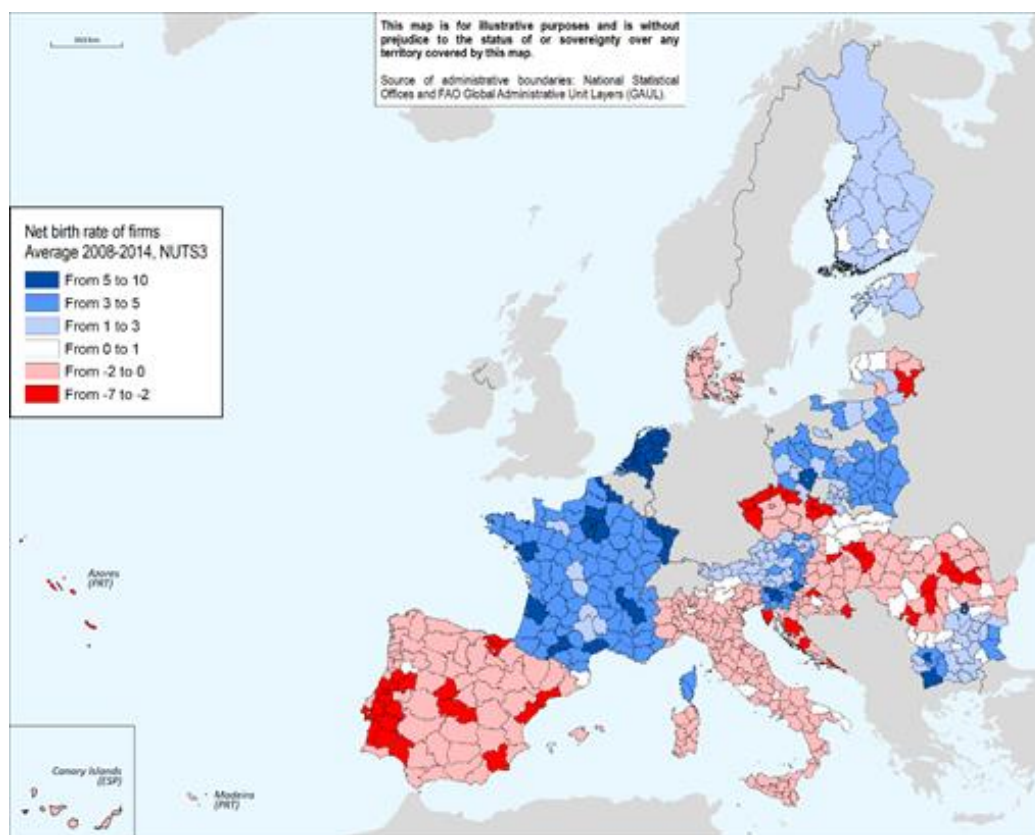 This map is for illustrative purposes and is without
prejudice to the status of or sovereignty over any
territory covered by this map.
Source of administrative boundaries: National Statistical
Offices and FAO Global Administrative Unit Layers (GAUL).
Net birth rate of firms
Average 2008-2014, NUTS3
From 5 to 10
From 3 to 5
From 1 to 3
From 0 to 1
From -2 to 0
From -7 to -2
Azores
(PRT)
Canary Islands
(ESP)
Madeira
(PRT)